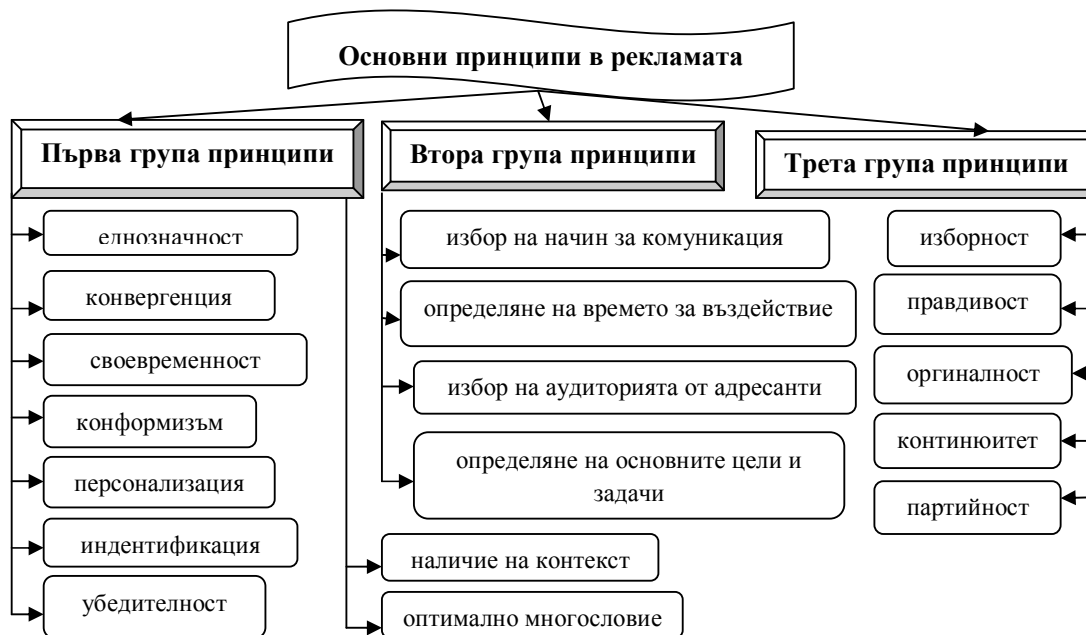 Основни принципи в рекламата
Първа група принципи
еднозначност
конвергенция
своевременност
конформизъм
персонализация
индентификация
убедителност
наличие на контекст
оптимално многословие
Втора група принципи
избор на начин за комуникация
определяне на времето за въздействие
избор на аудиторията от адресанти
определяне на основните цели и
задачи
Трета група принципи
изборност
правдивост
оргиналност
континюитет
партийност